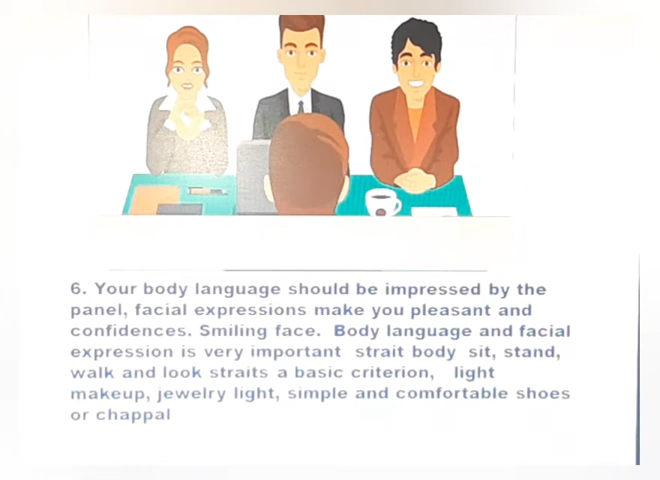 6. Your body language should be impressed by the
panel, facial expressions make you pleasant and
confidences. Smiling face.  Body language and facial
expression is very important  strait body  sit, stand,
walk and look straits a basic criterion,   light
makeup, jewelry light, simple and comfortable shoes
or chappal